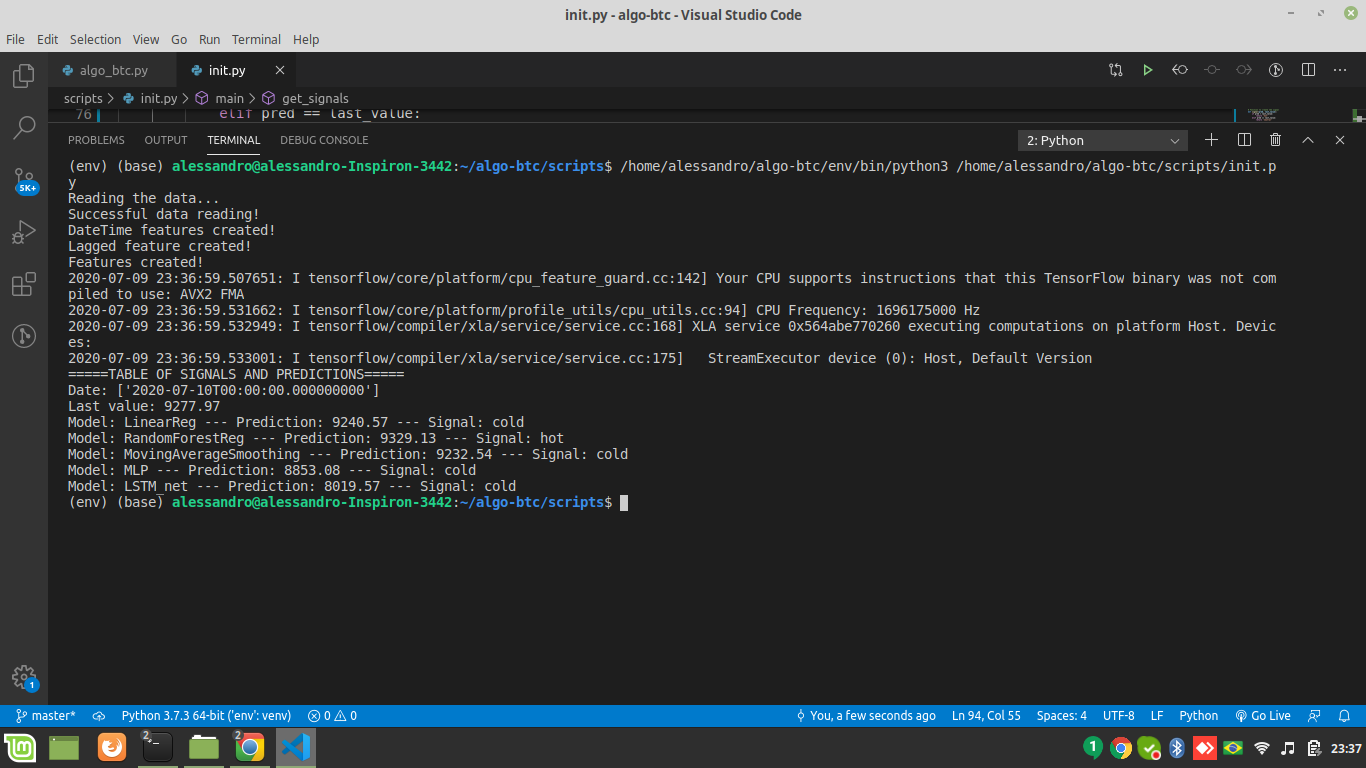 init.py - algo-btc - Visual Studio Code
File Edit Selection View Go Run Terminal Help
algo_btc.py init.py
scripts > init.py > main > get_signals
76 elif pred == last_value:
PROBLEMS OUTPUT TERMINAL DEBUG CONSOLE 2: Python
(env) (base) alessandro@alessandro-Inspiron-3442:~/algo-btc/scripts$ /home/alessandro/algo-btc/env/bin/python3 /home/alessandro/algo-btc/scripts/init.p
y
Reading the data...
Successful data reading!
DateTime features created!
Lagged feature created!
Features created!
2020-07-09 23:36:59.507651: I tensorflow/core/platform/cpu_feature_guard.cc:142] Your CPU supports instructions that this TensorFlow binary was not com
piled to use: AVX2 FMA
2020-07-09 23:36:59.531662: I tensorflow/core/platform/profile_utils/cpu_utils.cc:94] CPU Frequency: 1696175000 Hz
2020-07-09 23:36:59.532949: I tensorflow/compiler/xla/service/service.cc:168] XLA service 0x564abe770260 executing computations on platform Host. Devic
es:
2020-07-09 23:36:59.533001: I tensorflow/compiler/xla/service/service.cc:175]   StreamExecutor device (0): Host, Default Version
=====TABLE OF SIGNALS AND PREDICTIONS=====
Date: ['2020-07-10T00:00:00.000000000']
Last value: 9277.97
Model: LinearReg --- Prediction: 9240.57 --- Signal: cold
Model: RandomForestReg --- Prediction: 9329.13 --- Signal: hot
Model: MovingAverageSmoothing --- Prediction: 9232.54 --- Signal: cold
Model: MLP --- Prediction: 8853.08 --- Signal: cold
Model: LSTM_net --- Prediction: 8019.57 --- Signal: cold
(env) (base) alessandro@alessandro-Inspiron-3442:~/algo-btc/scripts$
5K+
1
master* Python 3.7.3 64-bit ('env': venv) 0 0 You, a few seconds ago Ln 94, Col 55 Spaces: 4 UTF-8 LF Python Go Live
2 2 1 23:37